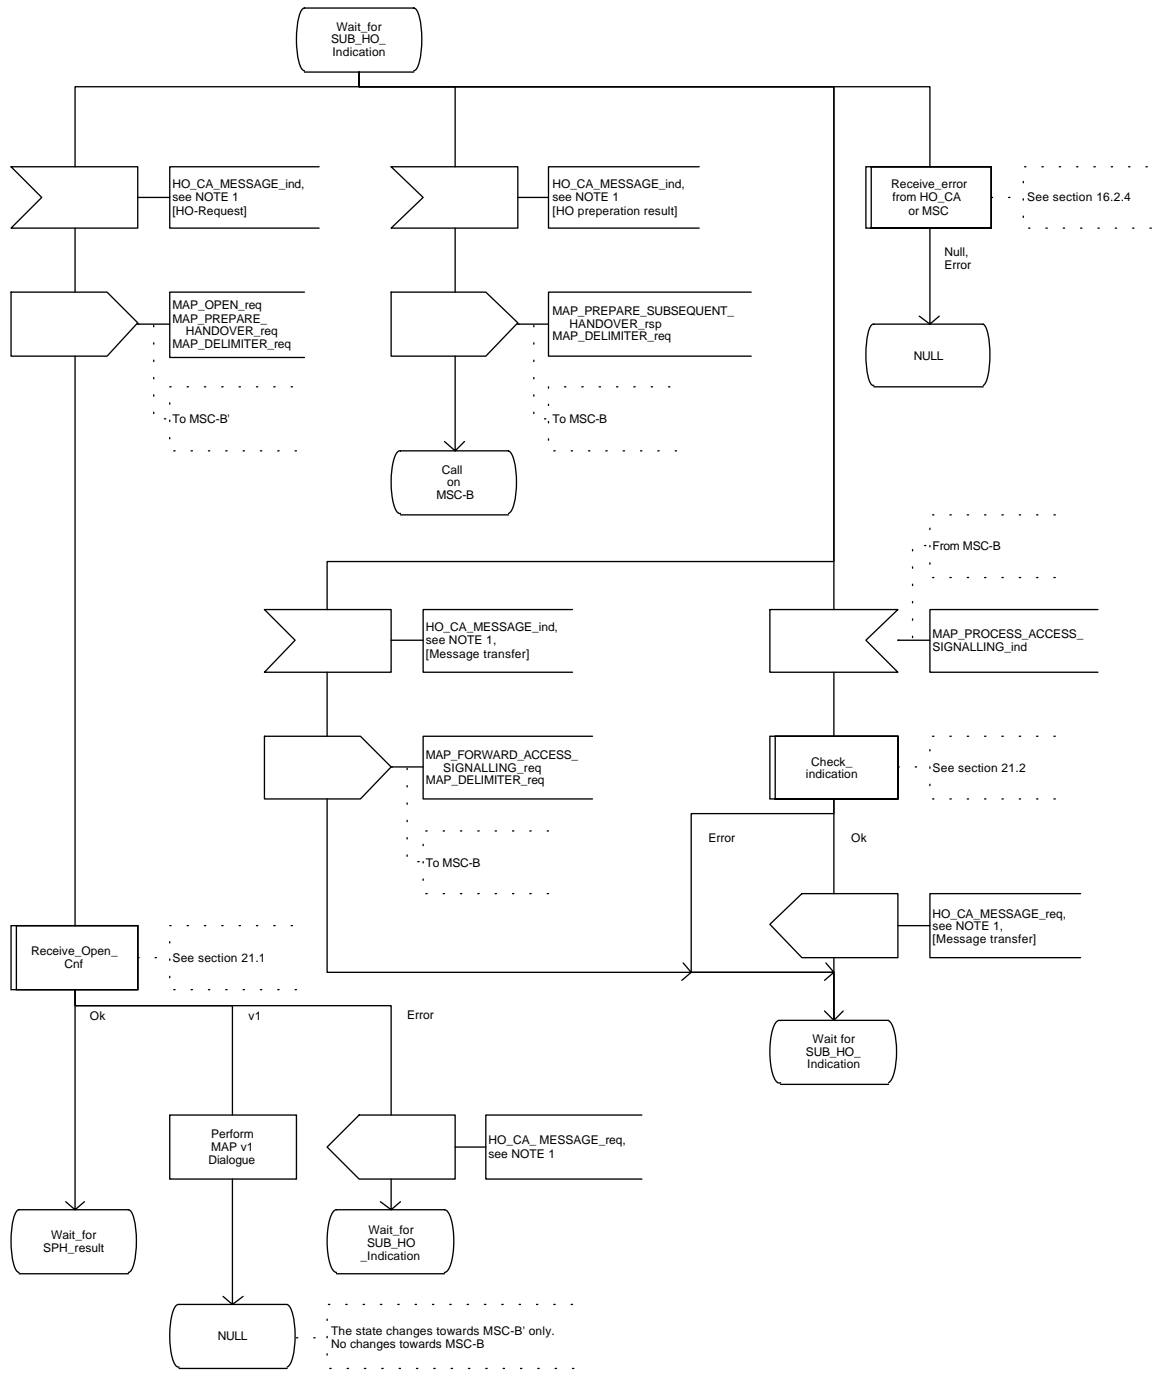 Wait_for
SUB_HO_
Indication
HO_CA_MESSAGE_ind,
see NOTE 1
[HO-Request]
HO_CA_MESSAGE_ind,
see NOTE 1
[HO preperation result]
Receive_error
from HO_CA
or MSC
See section 16.2.4
Null,
Error
MAP_OPEN_req
MAP_PREPARE_
HANDOVER_req
MAP_DELIMITER_req
MAP_PREPARE_SUBSEQUENT_
HANDOVER_rsp
MAP_DELIMITER_req
NULL
To MSC-B'
To MSC-B
Call
on
MSC-B
From MSC-B
HO_CA_MESSAGE_ind,
see NOTE 1,
[Message transfer]
MAP_PROCESS_ACCESS_
SIGNALLING_ind
MAP_FORWARD_ACCESS_
SIGNALLING_req
MAP_DELIMITER_req
Check_
indication
See section 21.2
Error
Ok
To MSC-B
HO_CA_MESSAGE_req,
see NOTE 1,
[Message transfer]
Receive_Open_
Cnf
See section 21.1
Ok
v1
Error
Wait for
SUB_HO_
Indication
Perform
MAP v1
Dialogue
HO_CA_ MESSAGE_req,
see NOTE 1
Wait_for
SPH_result
Wait_for
SUB_HO
_Indication
NULL
The state changes towards MSC-B' only.
No changes towards MSC-B